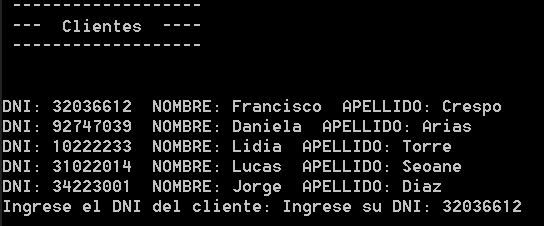 -------------------
---  Clientes  ----
-------------------
DNI: 32036612  NOMBRE: Francisco  APELLIDO: Crespo
DNI: 92747039  NOMBRE: Daniela  APELLIDO: Arias
DNI: 10222233  NOMBRE: Lidia  APELLIDO: Torre
DNI: 31022014  NOMBRE: Lucas  APELLIDO: Seoane
DNI: 34223001  NOMBRE: Jorge  APELLIDO: Diaz
Ingrese el DNI del cliente: Ingrese su DNI: 32036612